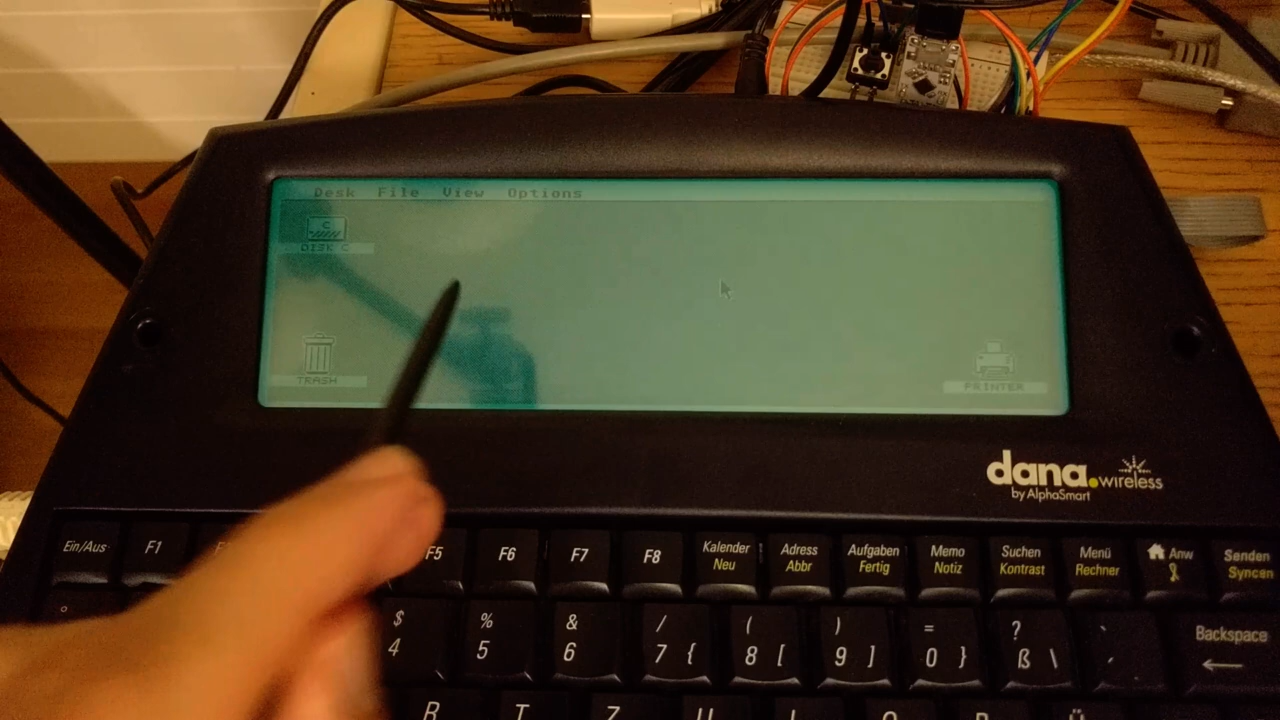 Desk File View Options
C
DISK C
TRASH
PRINTER
dana.wireless
by AlphaSmart
Ein/Aus F1 F5 F6 F7 F8 Kalender Adress Aufgaben Memo Suchen Menü Anw Senden
Neu Abbr Fertig Notiz Kontrast Rechner Syncen
° $ % & / ( ) = ? ` Backspace
4 5 6 7 { 8 [ 9 ] 0 } ß \ ´ ←
R T Z U I O P Ü